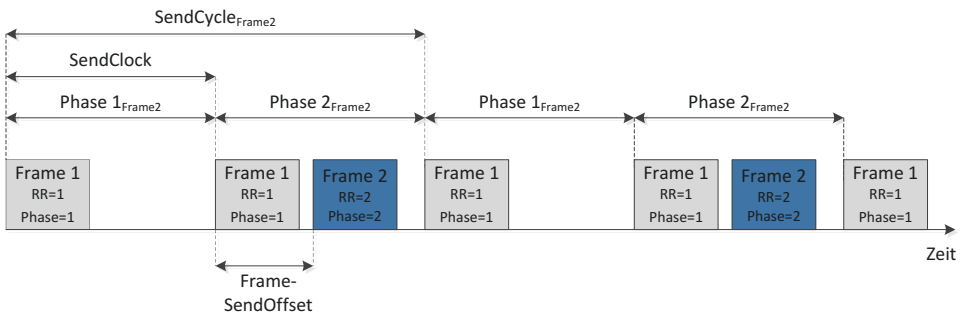 SendCycleFrame2
SendClock
Phase 1Frame2
Phase 2Frame2
Phase 1Frame2
Phase 2Frame2
Frame 1
RR=1
Phase=1
Frame 1
RR=1
Phase=1
Frame 2
RR=2
Phase=2
Frame 1
RR=1
Phase=1
Frame 1
RR=1
Phase=1
Frame 2
RR=2
Phase=2
Frame 1
RR=1
Phase=1
Zeit
Frame-
SendOffset